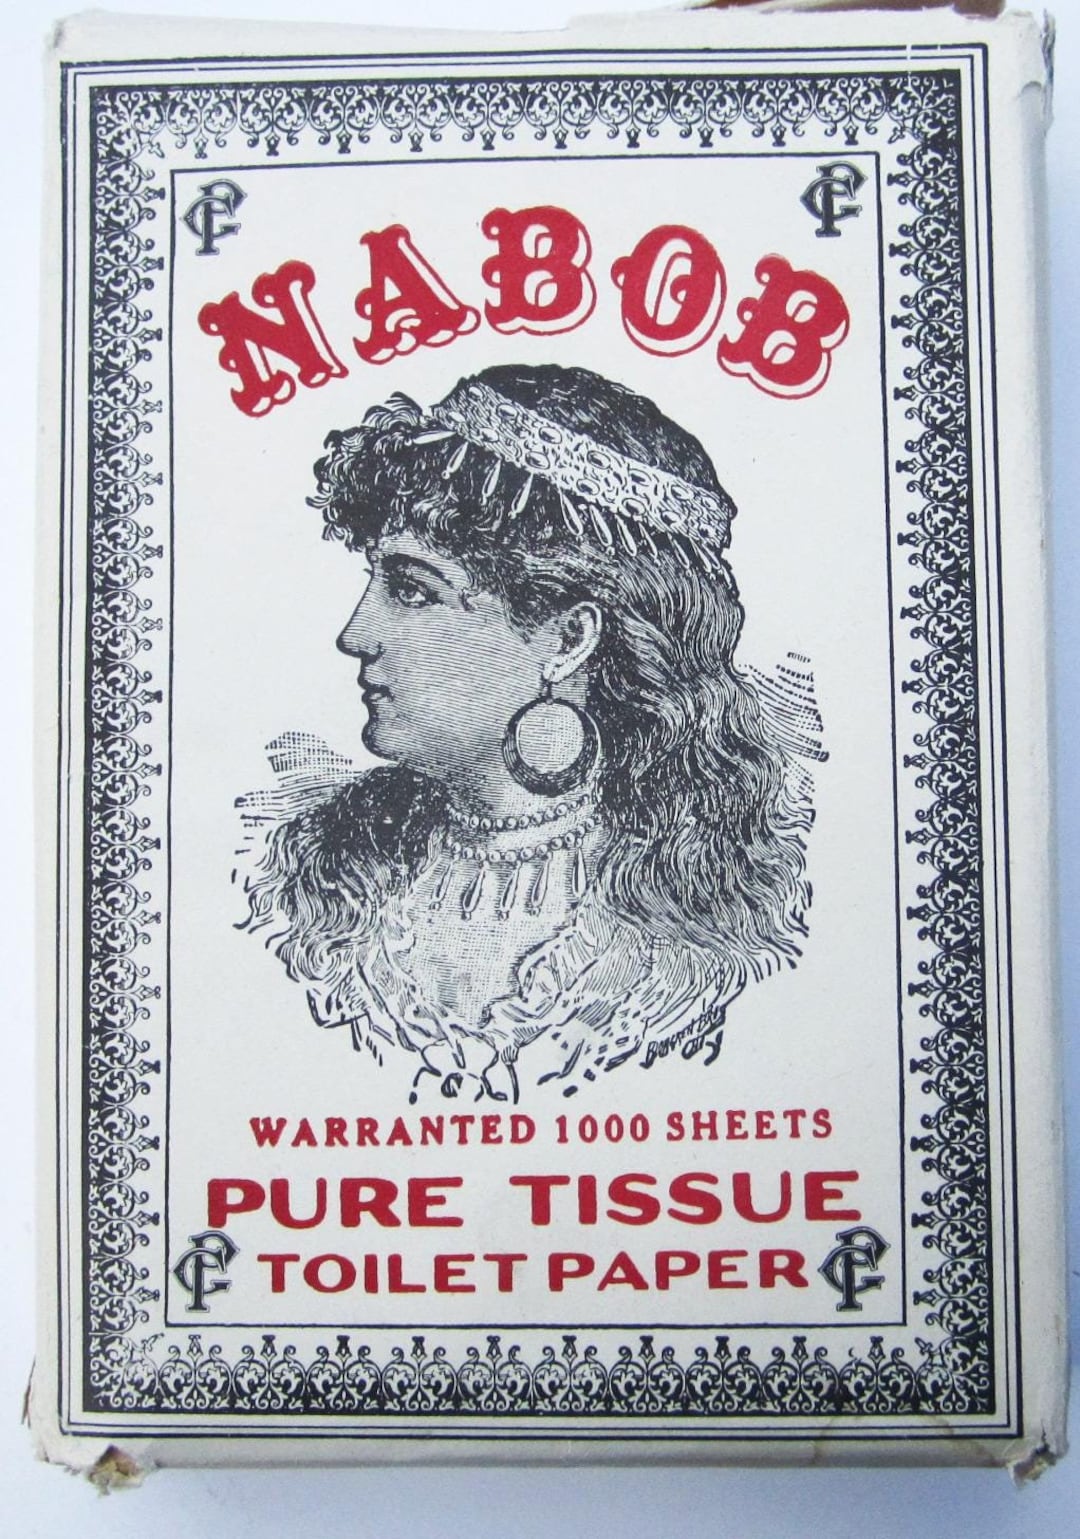 NABOB
WARRANTED 1000 SHEETS
PURE TISSUE
TOILET PAPER